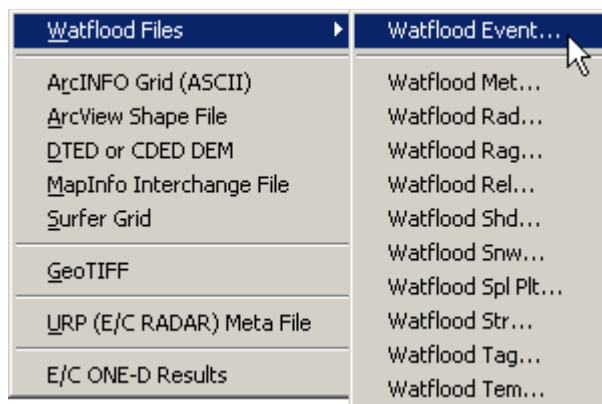 Watflood Files
ArcINFO Grid (ASCII)
ArcView Shape File
DTED or CDED DEM
MapInfo Interchange File
Surfer Grid
GeoTIFF
URP (E/C RADAR) Meta File
E/C ONE-D Results
Watflood Event...
Watflood Met...
Watflood Rad...
Watflood Rag...
Watflood Rel...
Watflood Shd...
Watflood Snw...
Watflood Spl Plt...
Watflood Str...
Watflood Tag...
Watflood Tem...